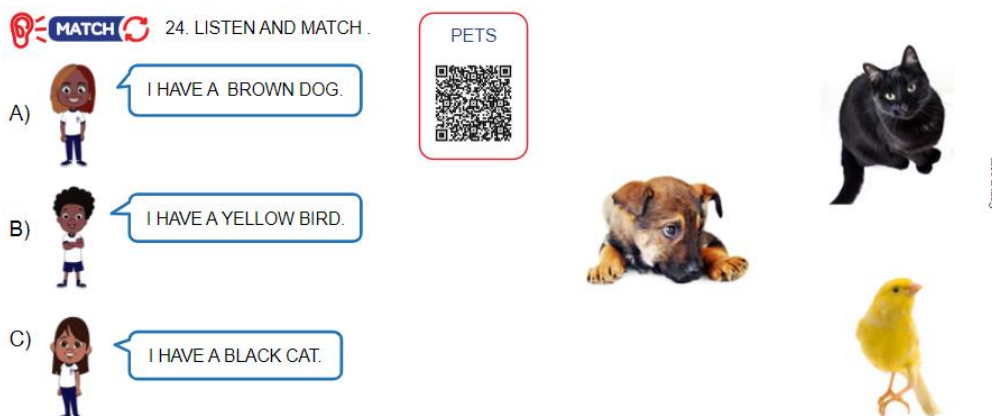 MATCH 24. LISTEN AND MATCH .
PETS
A) I HAVE A BROWN DOG.
B) I HAVE A YELLOW BIRD.
C) I HAVE A BLACK CAT.